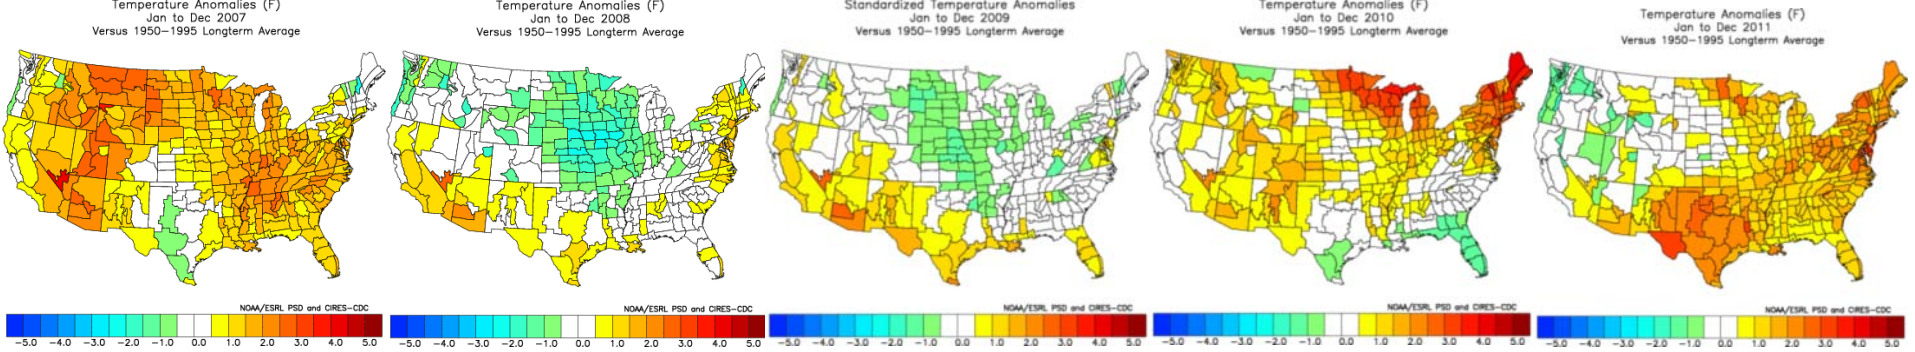 Temperature Anomalies (F)
Jan to Dec 2007
Versus 1950−1995 Longterm Average
NOAA/ESRL PSD and CIRES−CDC
−5.0 −4.0 −3.0 −2.0 −1.0 0.0 1.0 2.0 3.0 4.0 5.0
Temperature Anomalies (F)
Jan to Dec 2008
Versus 1950−1995 Longterm Average
NOAA/ESRL PSD and CIRES−CDC
−5.0 −4.0 −3.0 −2.0 −1.0 0.0 1.0 2.0 3.0 4.0 5.0
Standardized Temperature Anomalies
Jan to Dec 2009
Versus 1950−1995 Longterm Average
NOAA/ESRL PSD and CIRES−CDC
−5.0 −4.0 −3.0 −2.0 −1.0 0.0 1.0 2.0 3.0 4.0 5.0
Temperature Anomalies (F)
Jan to Dec 2010
Versus 1950−1995 Longterm Average
NOAA/ESRL PSD and CIRES−CDC
−5.0 −4.0 −3.0 −2.0 −1.0 0.0 1.0 2.0 3.0 4.0 5.0
Temperature Anomalies (F)
Jan to Dec 2011
Versus 1950−1995 Longterm Average
NOAA/ESRL PSD and CIRES−CDC
−5.0 −4.0 −3.0 −2.0 −1.0 0.0 1.0 2.0 3.0 4.0 5.0